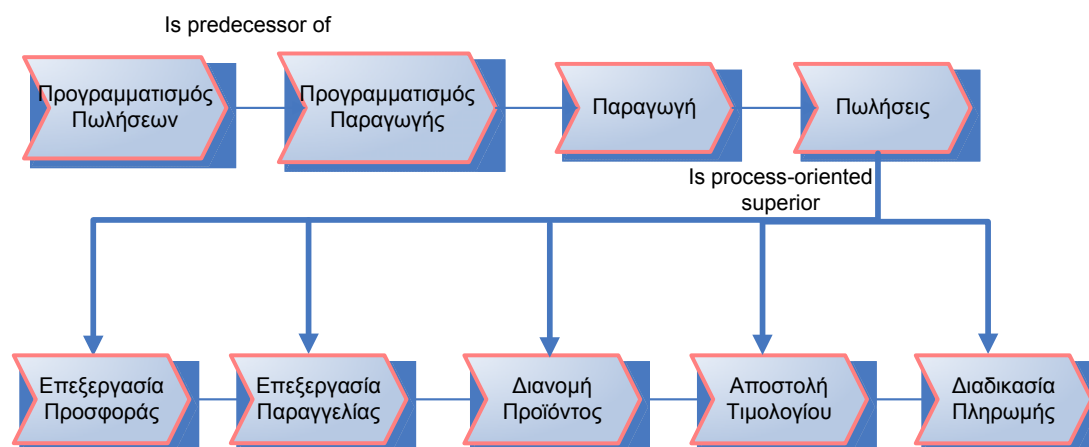 Is predecessor of
Προγραμματισμός
Πωλήσεων
Προγραμματισμός
Παραγωγής
Παραγωγή
Πωλήσεις
Is process-oriented
superior
Επεξεργασία
Προσφοράς
Επεξεργασία
Παραγγελίας
Διανομή
Προϊόντος
Αποστολή
Τιμολογίου
Διαδικασία
Πληρωμής